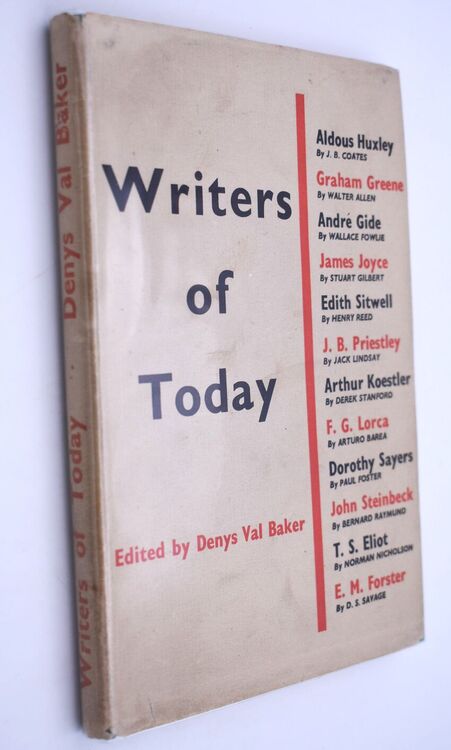 Writers of Today .. Denys Val Baker
Writers
of
Today
Edited by Denys Val Baker
Aldous Huxley
By J. B. COATES
Graham Greene
By WALTER ALLEN
André Gide
By WALLACE FOWLIE
James Joyce
By STUART GILBERT
Edith Sitwell
By HENRY REED
J. B. Priestley
By JACK LINDSAY
Arthur Koestler
By DEREK STANFORD
F. G. Lorca
By ARTURO BAREA
Dorothy Sayers
By PAUL FOSTER
John Steinbeck
By BERNARD RAYMUND
T. S. Eliot
By NORMAN NICHOLSON
E. M. Forster
By D. S. SAVAGE